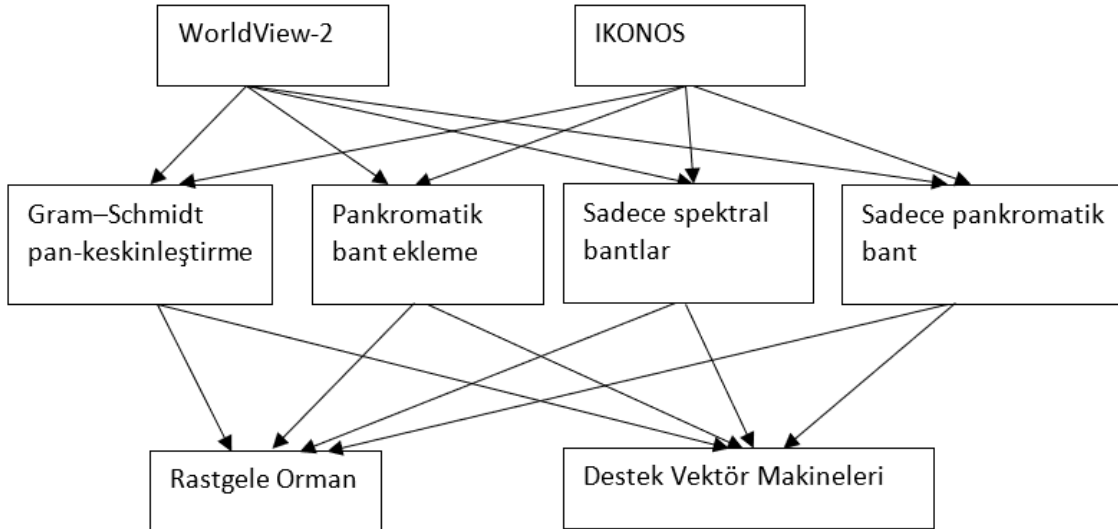 WorldView-2
IKONOS
Gram–Schmidt
pan-keskinleştirme
Pankromatik
bant ekleme
Sadece spektral
bantlar
Sadece pankromatik
bant
Rastgele Orman
Destek Vektör Makineleri